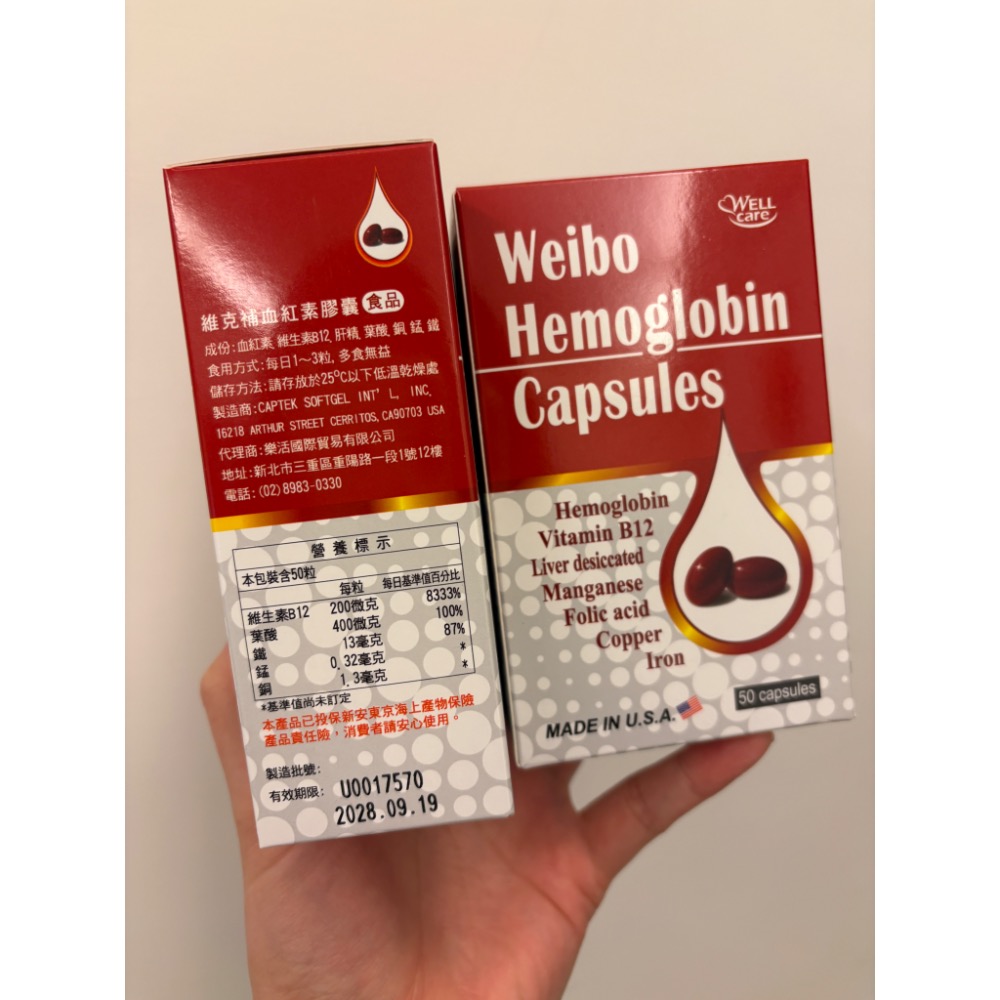 維克補血紅素膠囊 食品
成份:血紅素, 維生素B12, 肝精, 葉酸, 銅, 錳, 鐵
食用方式:每日1~3粒, 多食無益
儲存方法:請存放於25°C以下低溫乾燥處
製造商:CAPTEK SOFTGEL INT'L, INC.
16218 ARTHUR STREET CERRITOS, CA90703 USA
代理商:樂活國際貿易有限公司
地址:新北市三重區重陽路一段1號12樓
電話:(02)8983-0330
營養標示
本包裝含50粒
每粒 每日基準值百分比
維生素B12 200微克 8333%
葉酸 400微克 100%
鐵 13毫克 87%
錳 0.32毫克 *
銅 1.3毫克 *
*基準值尚未訂定
本產品已投保新安東京海上產物保險
產品責任險,消費者請安心使用。
製造批號:
有效期限: U0017570
2028.09.19
WELL
care
Weibo
Hemoglobin
Capsules
Hemoglobin
Vitamin B12
Liver desiccated
Manganese
Folic acid
Copper
Iron
50 capsules
MADE IN U.S.A.